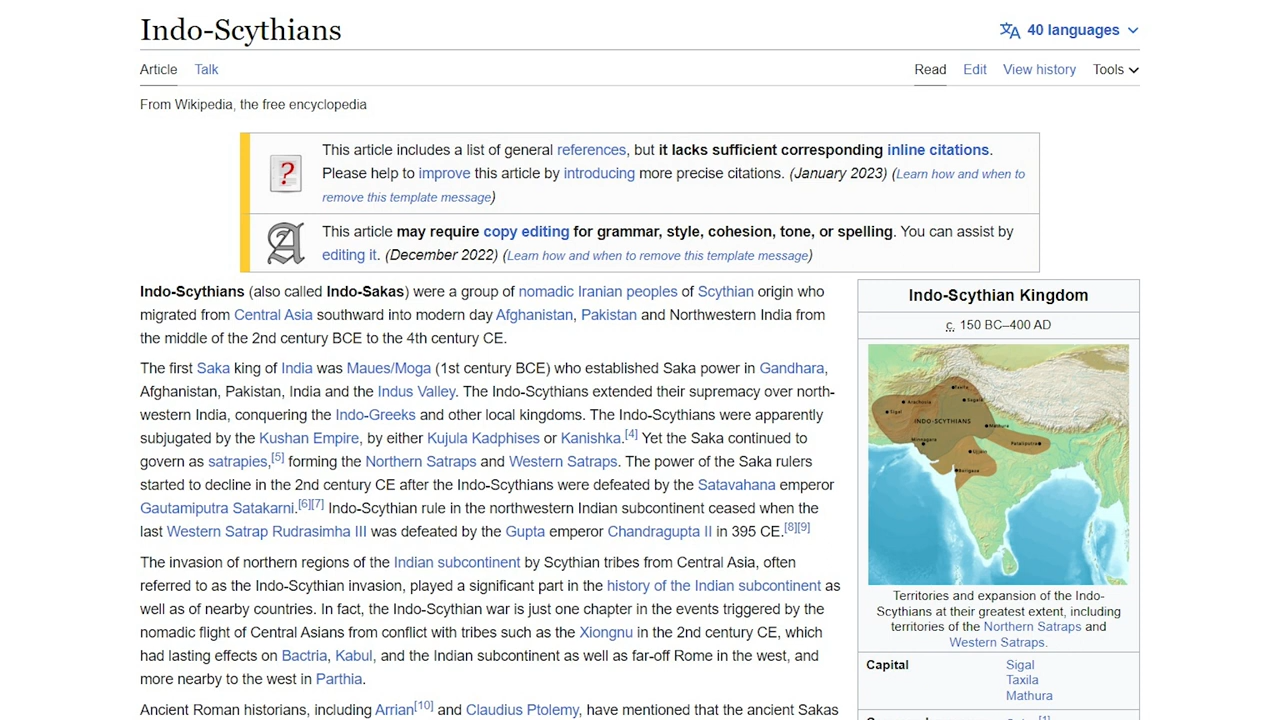 Indo-Scythians
40 languages
Article Talk
Read Edit View history Tools
From Wikipedia, the free encyclopedia
This article includes a list of general references, but it lacks sufficient corresponding inline citations.
Please help to improve this article by introducing more precise citations. (January 2023) (Learn how and when to
remove this template message)
This article may require copy editing for grammar, style, cohesion, tone, or spelling. You can assist by
editing it. (December 2022) (Learn how and when to remove this template message)
Indo-Scythians (also called Indo-Sakas) were a group of nomadic Iranian peoples of Scythian origin who
migrated from Central Asia southward into modern day Afghanistan, Pakistan and Northwestern India from
the middle of the 2nd century BCE to the 4th century CE.
The first Saka king of India was Maues/Moga (1st century BCE) who established Saka power in Gandhara,
Afghanistan, Pakistan, India and the Indus Valley. The Indo-Scythians extended their supremacy over north-
western India, conquering the Indo-Greeks and other local kingdoms. The Indo-Scythians were apparently
subjugated by the Kushan Empire, by either Kujula Kadphises or Kanishka.[4] Yet the Saka continued to
govern as satrapies,[5] forming the Northern Satraps and Western Satraps. The power of the Saka rulers
started to decline in the 2nd century CE after the Indo-Scythians were defeated by the Satavahana emperor
Gautamiputra Satakarni.[6][7] Indo-Scythian rule in the northwestern Indian subcontinent ceased when the
last Western Satrap Rudrasimha III was defeated by the Gupta emperor Chandragupta II in 395 CE.[8][9]
The invasion of northern regions of the Indian subcontinent by Scythian tribes from Central Asia, often
referred to as the Indo-Scythian invasion, played a significant part in the history of the Indian subcontinent as
well as of nearby countries. In fact, the Indo-Scythian war is just one chapter in the events triggered by the
nomadic flight of Central Asians from conflict with tribes such as the Xiongnu in the 2nd century CE, which
had lasting effects on Bactria, Kabul, and the Indian subcontinent as well as far-off Rome in the west, and
more nearby to the west in Parthia.
Ancient Roman historians, including Arrian[10] and Claudius Ptolemy, have mentioned that the ancient Sakas
Indo-Scythian Kingdom
c. 150 BC–400 AD
Taxila
Sagala
Arachosia
Sigal
INDO-SCYTHIANS
Mathura
Minnagara
Pataliputra
Ujjain
Barigaza
Territories and expansion of the Indo-
Scythians at their greatest extent, including
territories of the Northern Satraps and
Western Satraps.
Capital Sigal
Taxila
Mathura